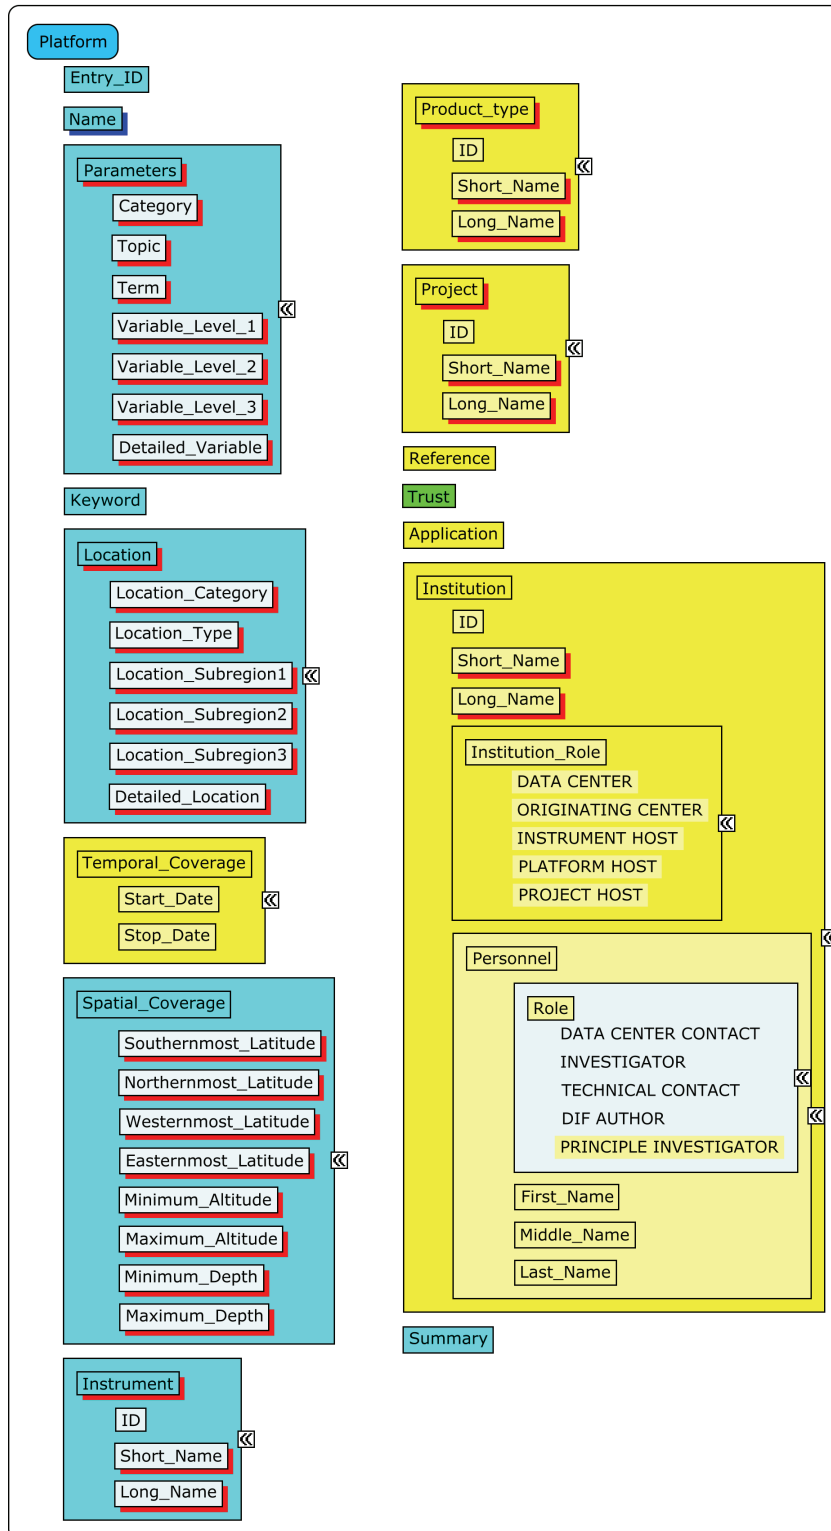 Platform
Entry_ID
Name
Parameters
Category
Topic
Term
Variable_Level_1
Variable_Level_2
Variable_Level_3
Detailed_Variable
Keyword
Location
Location_Category
Location_Type
Location_Subregion1
Location_Subregion2
Location_Subregion3
Detailed_Location
Temporal_Coverage
Start_Date
Stop_Date
Spatial_Coverage
Southernmost_Latitude
Northernmost_Latitude
Westernmost_Latitude
Easternmost_Latitude
Minimum_Altitude
Maximum_Altitude
Minimum_Depth
Maximum_Depth
Instrument
ID
Short_Name
Long_Name
Product_type
ID
Short_Name
Long_Name
Project
ID
Short_Name
Long_Name
Reference
Trust
Application
Institution
ID
Short_Name
Long_Name
Institution_Role
DATA CENTER
ORIGINATING CENTER
INSTRUMENT HOST
PLATFORM HOST
PROJECT HOST
Personnel
Role
DATA CENTER CONTACT
INVESTIGATOR
TECHNICAL CONTACT
DIF AUTHOR
PRINCIPLE INVESTIGATOR
First_Name
Middle_Name
Last_Name
Summary